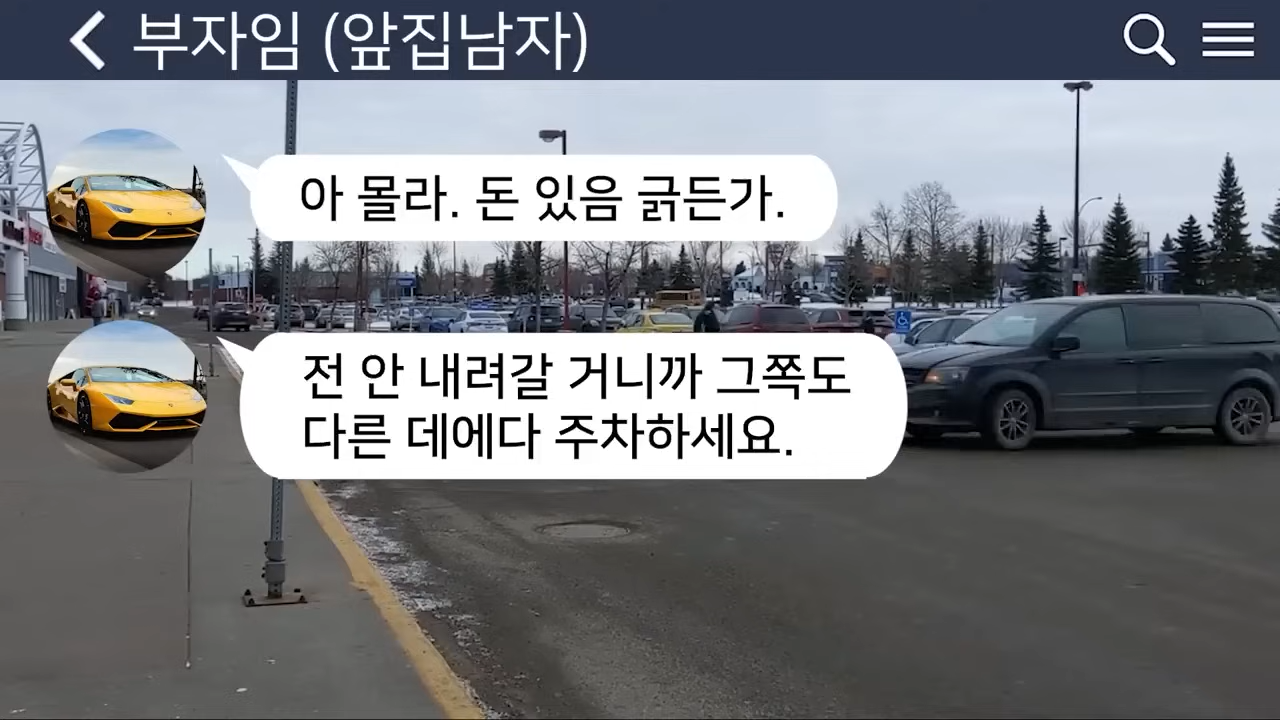 부자임 (앞집남자)
아 몰라. 돈 있음 긁든가.
전 안 내려갈 거니까 그쪽도
다른 데에다 주차하세요.